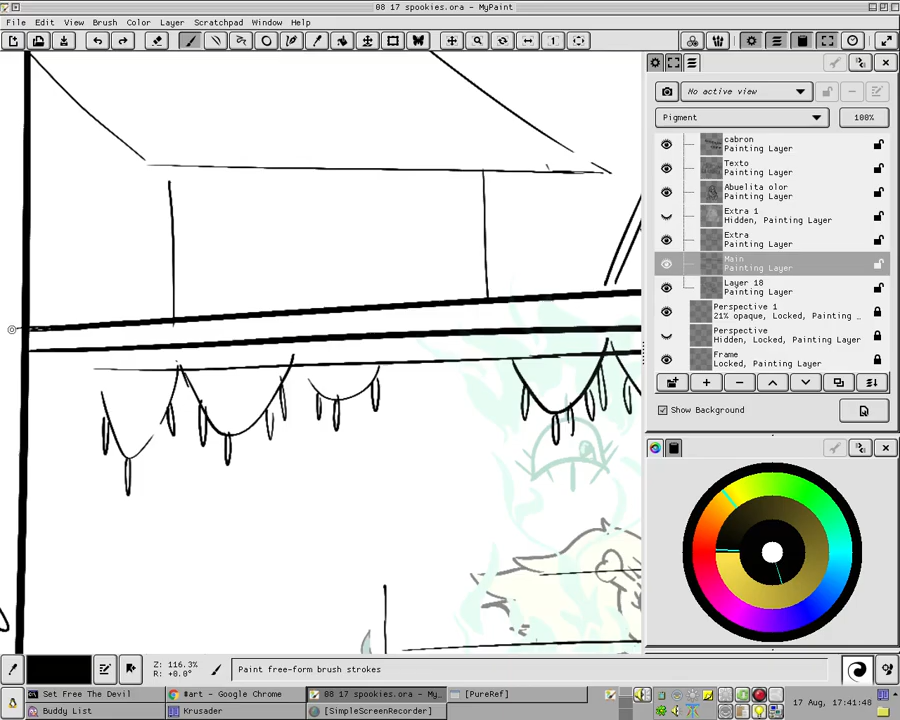 08 17 spookies.ora - MyPaint
File Edit View Brush Color Layer Scratchpad Window Help
No active view
Pigment 100%
cabron
Painting Layer
Texto
Painting Layer
Abuelita olor
Painting Layer
Extra 1
Hidden, Painting Layer
Extra
Painting Layer
Main
Painting Layer
Layer 18
Painting Layer
Perspective 1
21% opaque, Locked, Painting ...
Perspective
Hidden, Locked, Painting Layer
Frame
Locked, Painting Layer
Show Background
Z: 116.3%
R: +0.0°
Paint free-form brush strokes
Set Free The Devil
#art - Google Chrome
08 17 spookies.ora - My...
[PureRef]
Buddy List
Krusader
[SimpleScreenRecorder]
17 Aug, 17:41:48